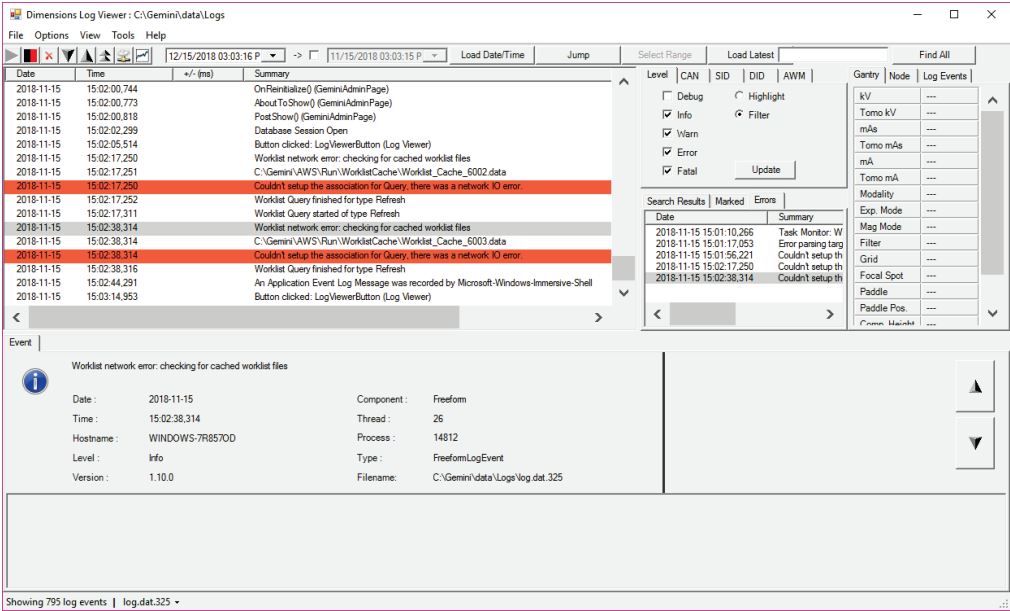 Dimensions Log Viewer : C:\Gemini\data\Logs
File Options View Tools Help
12/15/2018 03:03:16 P -> 11/15/2018 03:03:15 P Load Date/Time Jump Select Range Load Latest Find All
Date Time +/- (ms) Summary
2018-11-15 15:02:00,744 OnReinitialize() (GeminiAdminPage)
2018-11-15 15:02:00,773 AboutToShow() (GeminiAdminPage)
2018-11-15 15:02:00,818 PostShow() (GeminiAdminPage)
2018-11-15 15:02:02,299 Database Session Open
2018-11-15 15:02:05,514 Button clicked: LogViewerButton (Log Viewer)
2018-11-15 15:02:17,250 Worklist network error: checking for cached worklist files
2018-11-15 15:02:17,251 C:\Gemini\AWS\Run\WorklistCache\Worklist_Cache_6002.data
2018-11-15 15:02:17,250 Couldn't setup the association for Query, there was a network IO error.
2018-11-15 15:02:17,252 Worklist Query finished for type Refresh
2018-11-15 15:02:17,311 Worklist Query started of type Refresh
2018-11-15 15:02:38,314 Worklist network error: checking for cached worklist files
2018-11-15 15:02:38,314 C:\Gemini\AWS\Run\WorklistCache\Worklist_Cache_6003.data
2018-11-15 15:02:38,314 Couldn't setup the association for Query, there was a network IO error.
2018-11-15 15:02:38,316 Worklist Query finished for type Refresh
2018-11-15 15:02:44,291 An Application Event Log Message was recorded by Microsoft-Windows-Immersive-Shell
2018-11-15 15:03:14,953 Button clicked: LogViewerButton (Log Viewer)
Level CAN SID DID AWM
Debug Highlight
Info Filter
Warn
Error
Fatal Update
Search Results Marked Errors
Date Summary
2018-11-15 15:01:10,266 Task Monitor: W
2018-11-15 15:01:17,053 Error parsing targ
2018-11-15 15:01:56,221 Couldn't setup th
2018-11-15 15:02:17,250 Couldn't setup th
2018-11-15 15:02:38,314 Couldn't setup th
Gantry Node Log Events
kV ---
Tomo kV ---
mAs ---
Tomo mAs ---
mA ---
Tomo mA ---
Modality ---
Exp. Mode ---
Mag Mode ---
Filter ---
Grid ---
Focal Spot ---
Paddle ---
Paddle Pos. ---
Comp. Height ---
Event
Worklist network error: checking for cached worklist files
Date : 2018-11-15 Component : Freeform
Time : 15:02:38,314 Thread : 26
Hostname : WINDOWS-7R857OD Process : 14812
Level : Info Type : FreeformLogEvent
Version : 1.10.0 Filename: C:\Gemini\data\Logs\log.dat.325
Showing 795 log events | log.dat.325